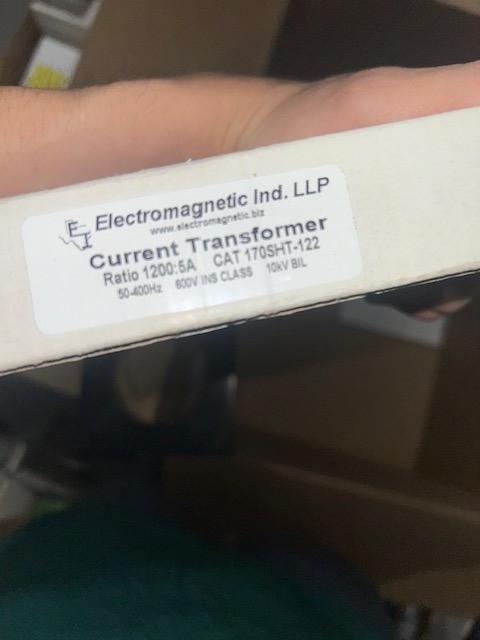 Electromagnetic Ind. LLP
www.electromagnetic.biz
Current Transformer
Ratio 1200:5A CAT 170SHT-122
50-400Hz 600V INS CLASS 10kV BIL